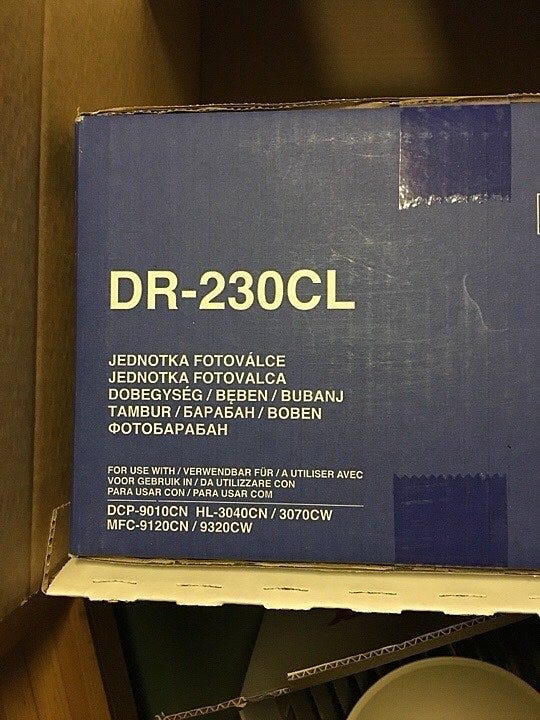 DR-230CL
JEDNOTKA FOTOVÁLCE
JEDNOTKA FOTOVALCA
DOBEGYSÉG / BĘBEN / BUBANJ
TAMBUR / БАРАБАН / BOBEN
ФОТОБАРАБАН
FOR USE WITH / VERWENDBAR FÜR / A UTILISER AVEC
VOOR GEBRUIK IN / DA UTILIZZARE CON
PARA USAR CON / PARA USAR COM
DCP-9010CN HL-3040CN / 3070CW
MFC-9120CN / 9320CW